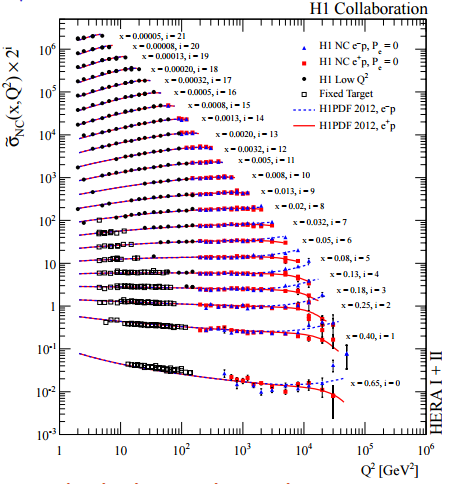 H1 Collaboration
σ̃_NC(x,Q²) × 2^i
x = 0.00005, i = 21
x = 0.00008, i = 20
x = 0.00013, i = 19
x = 0.00020, i = 18
x = 0.00032, i = 17
x = 0.0005, i = 16
x = 0.0008, i = 15
x = 0.0013, i = 14
x = 0.0020, i = 13
x = 0.0032, i = 12
x = 0.005, i = 11
x = 0.008, i = 10
x = 0.013, i = 9
x = 0.02, i = 8
x = 0.032, i = 7
x = 0.05, i = 6
x = 0.08, i = 5
x = 0.13, i = 4
x = 0.18, i = 3
x = 0.25, i = 2
x = 0.40, i = 1
x = 0.65, i = 0
H1 NC e⁻p, P_e = 0
H1 NC e⁺p, P_e = 0
H1 Low Q²
Fixed Target
H1PDF 2012, e⁻p
H1PDF 2012, e⁺p
10⁶
10⁵
10⁴
10³
10²
10
1
10⁻¹
10⁻²
10⁻³
1 10 10² 10³ 10⁴ 10⁵ 10⁶
Q² [GeV²]
HERA I + II